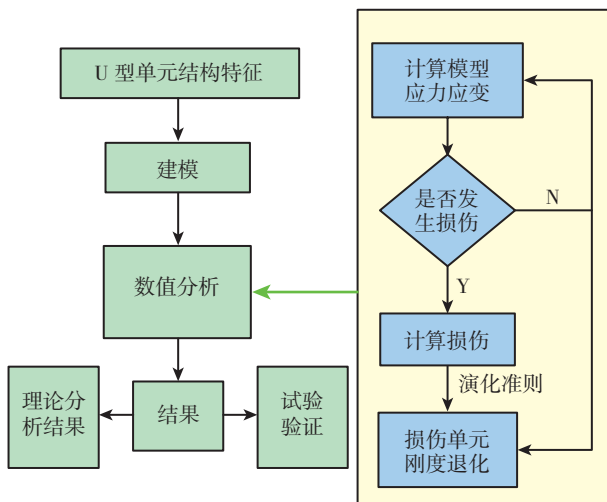 U 型单元结构特征
建模
数值分析
理论分
析结果
结果
试验
验证
计算模型
应力应变
是否发
生损伤
N
Y
计算损伤
演化准则
损伤单元
刚度退化